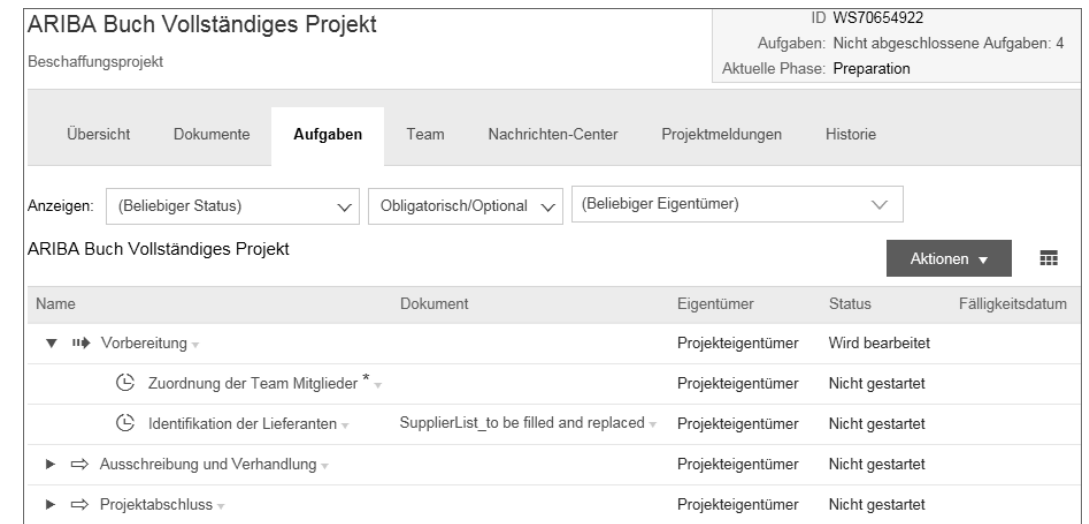 ARIBA Buch Vollständiges Projekt
Beschaffungsprojekt
ID WS70654922
Aufgaben: Nicht abgeschlossene Aufgaben: 4
Aktuelle Phase: Preparation
Übersicht Dokumente Aufgaben Team Nachrichten-Center Projektmeldungen Historie
Anzeigen: (Beliebiger Status) Obligatorisch/Optional (Beliebiger Eigentümer)
ARIBA Buch Vollständiges Projekt
Aktionen
Name Dokument Eigentümer Status Fälligkeitsdatum
Vorbereitung Projekteigentümer Wird bearbeitet
Zuordnung der Team Mitglieder * Projekteigentümer Nicht gestartet
Identifikation der Lieferanten SupplierList_to be filled and replaced Projekteigentümer Nicht gestartet
Ausschreibung und Verhandlung Projekteigentümer Nicht gestartet
Projektabschluss Projekteigentümer Nicht gestartet